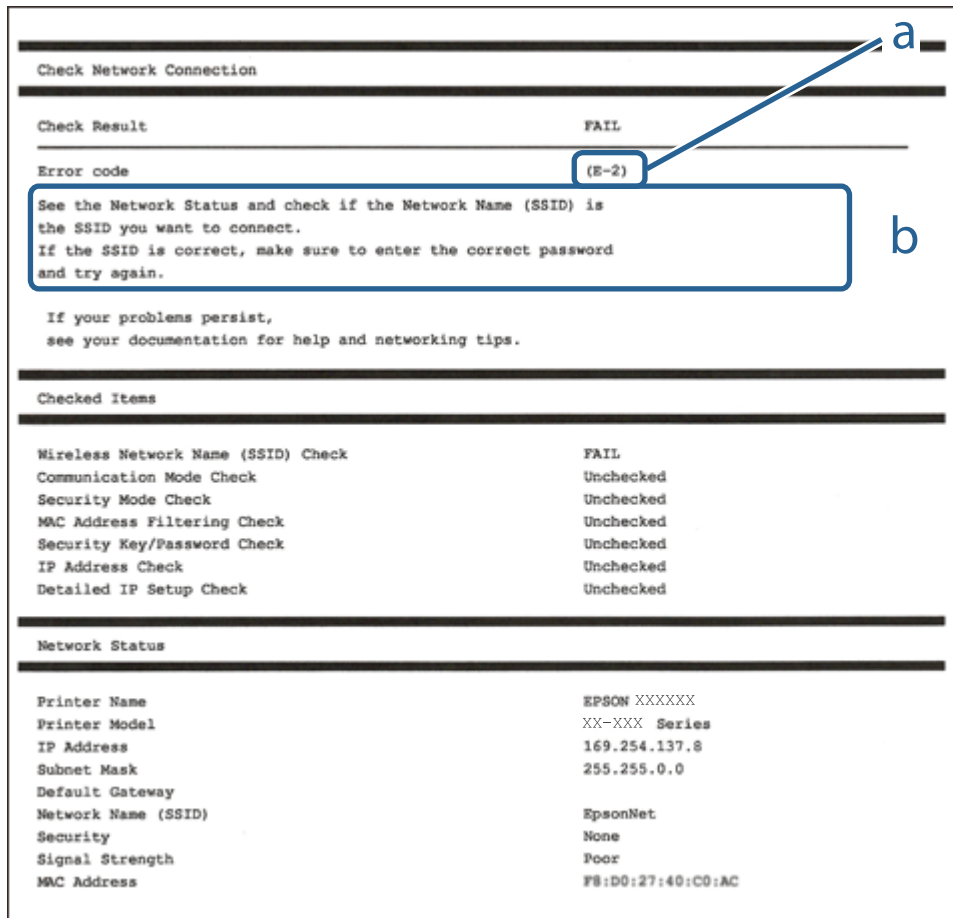 a
Check Network Connection
Check Result FAIL
Error code (E-2)
See the Network Status and check if the Network Name (SSID) is
the SSID you want to connect.
If the SSID is correct, make sure to enter the correct password
and try again.
b
If your problems persist,
see your documentation for help and networking tips.
Checked Items
Wireless Network Name (SSID) Check FAIL
Communication Mode Check Unchecked
Security Mode Check Unchecked
MAC Address Filtering Check Unchecked
Security Key/Password Check Unchecked
IP Address Check Unchecked
Detailed IP Setup Check Unchecked
Network Status
Printer Name EPSON XXXXXX
Printer Model XX-XXX Series
IP Address 169.254.137.8
Subnet Mask 255.255.0.0
Default Gateway
Network Name (SSID) EpsonNet
Security None
Signal Strength Poor
MAC Address F8:D0:27:40:C0:AC